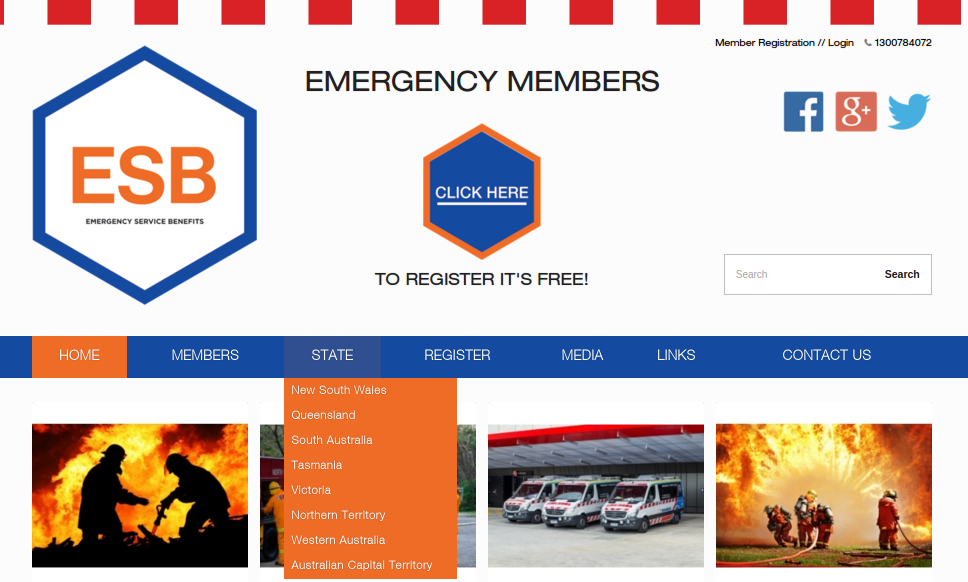 Member Registration // Login 1300784072
EMERGENCY MEMBERS
ESB
EMERGENCY SERVICE BENEFITS
CLICK HERE
TO REGISTER IT'S FREE!
Search Search
HOME MEMBERS STATE REGISTER MEDIA LINKS CONTACT US
New South Wales
Queensland
South Australia
Tasmania
Victoria
Northern Territory
Western Australia
Australian Capital Territory